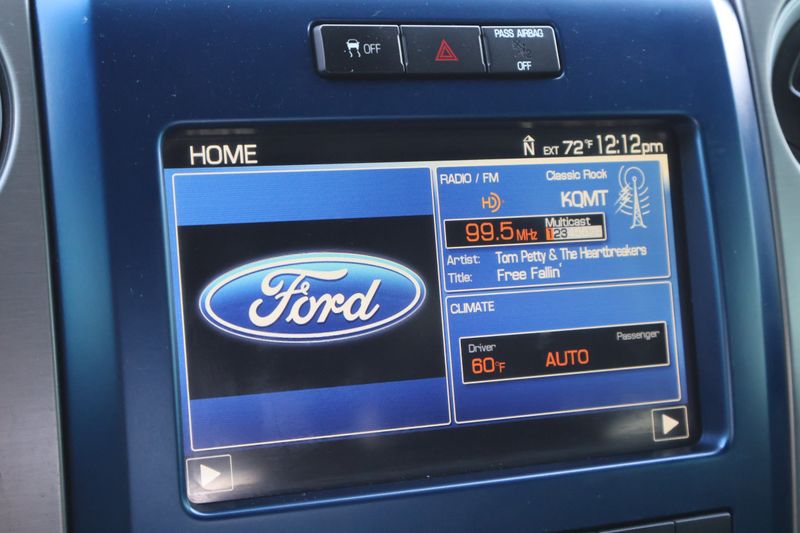 OFF
PASS AIRBAG
OFF
HOME
N EXT 72°F 12:12pm
RADIO / FM
Classic Rock
HD
KQMT
99.5 MHz
Multicast
123
Artist: Tom Petty & The Heartbreakers
Title: Free Fallin'
Ford
CLIMATE
Driver
Passenger
60°F
AUTO